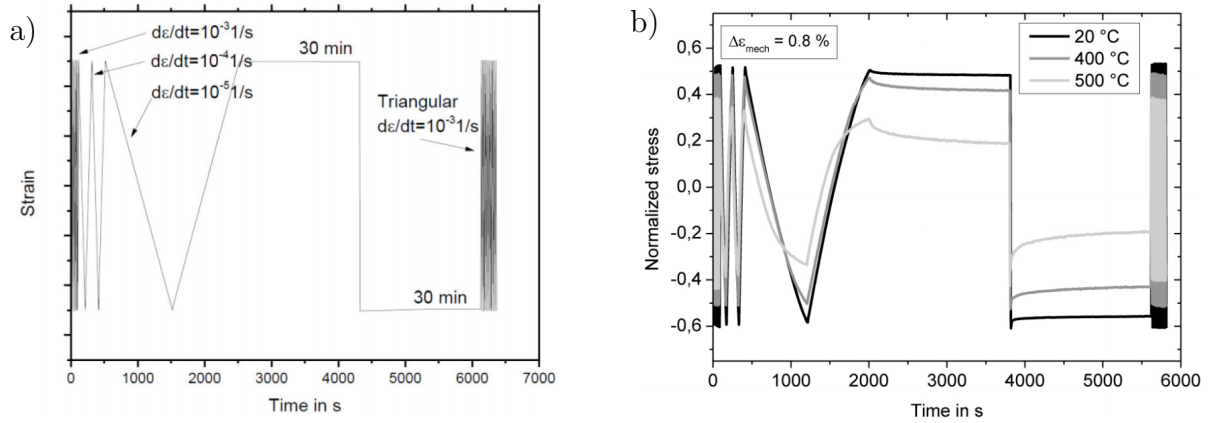 a)
dε/dt=10⁻³1/s
dε/dt=10⁻⁴1/s
dε/dt=10⁻⁵1/s
30 min
Triangular
dε/dt=10⁻³1/s
30 min
Strain
0 1000 2000 3000 4000 5000 6000 7000
Time in s
b)
Δε_mech = 0.8 %
20 °C
400 °C
500 °C
0,6
0,4
0,2
0,0
-0,2
-0,4
-0,6
Normalized stress
0 1000 2000 3000 4000 5000 6000
Time in s